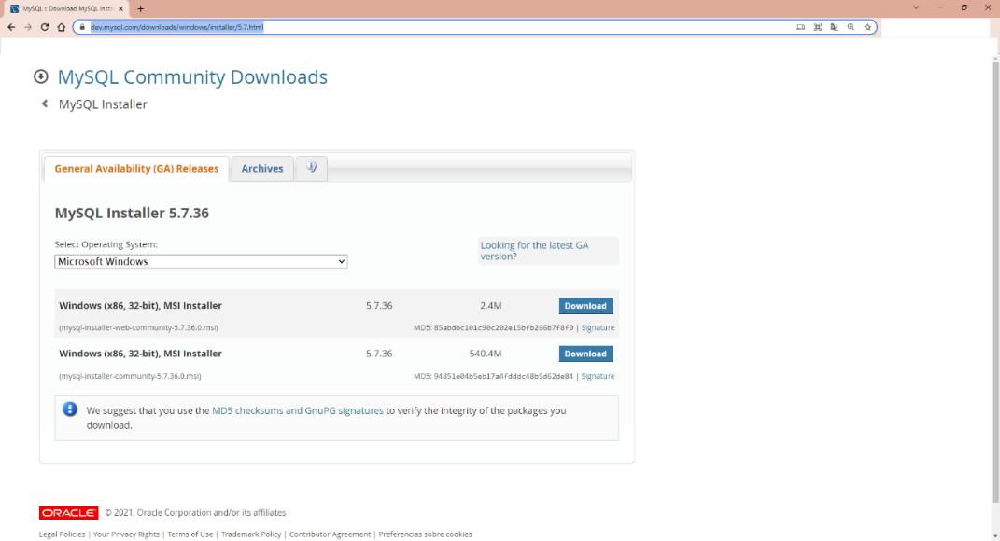 MySQL :: Download MySQL Insta
dev.mysql.com/downloads/windows/installer/5.7.html
MySQL Community Downloads
MySQL Installer
General Availability (GA) Releases
Archives
MySQL Installer 5.7.36
Select Operating System:
Microsoft Windows
Looking for the latest GA
version?
Windows (x86, 32-bit), MSI Installer 5.7.36 2.4M Download
(mysql-installer-web-community-5.7.36.0.msi) MD5: 85abdbc101c90c202e15bfb266b7f8f0 | Signature
Windows (x86, 32-bit), MSI Installer 5.7.36 540.4M Download
(mysql-installer-community-5.7.36.0.msi) MD5: 94851e04b5eb17a4fdddc48b5d62de84 | Signature
We suggest that you use the MD5 checksums and GnuPG signatures to verify the integrity of the packages you
download.
ORACLE © 2021, Oracle Corporation and/or its affiliates
Legal Policies | Your Privacy Rights | Terms of Use | Trademark Policy | Contributor Agreement | Preferencias sobre cookies